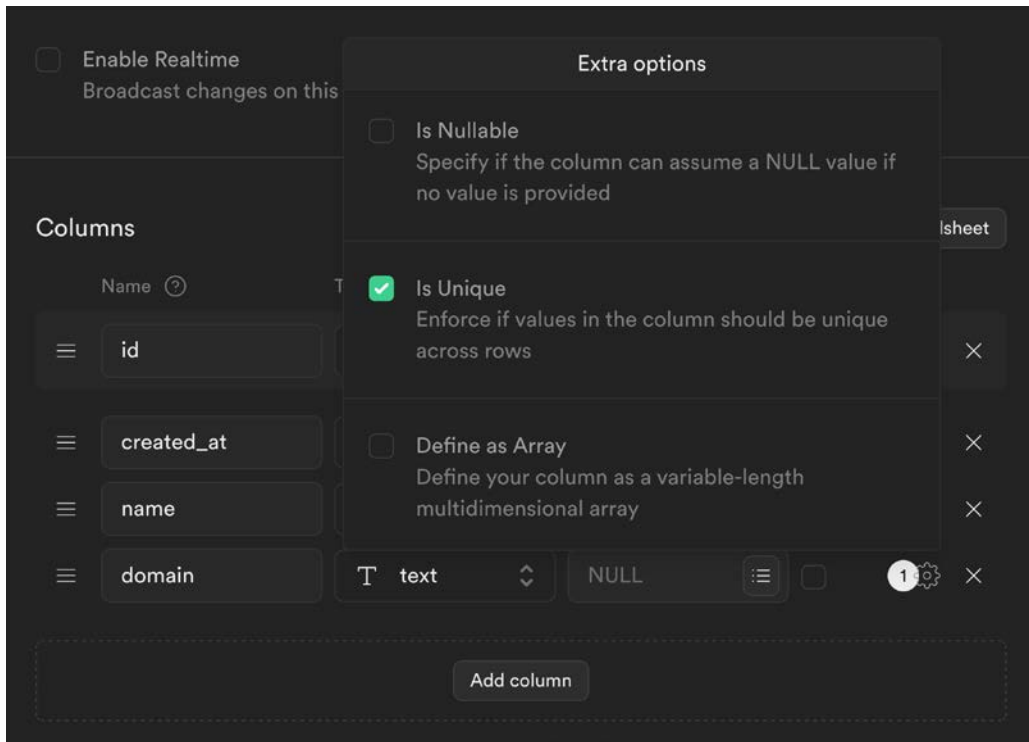 Enable Realtime
Broadcast changes on this
Extra options
Is Nullable
Specify if the column can assume a NULL value if
no value is provided
Columns
Name
Is Unique
Enforce if values in the column should be unique
across rows
id
created_at
Define as Array
Define your column as a variable-length
multidimensional array
name
domain T text NULL 1
Add column